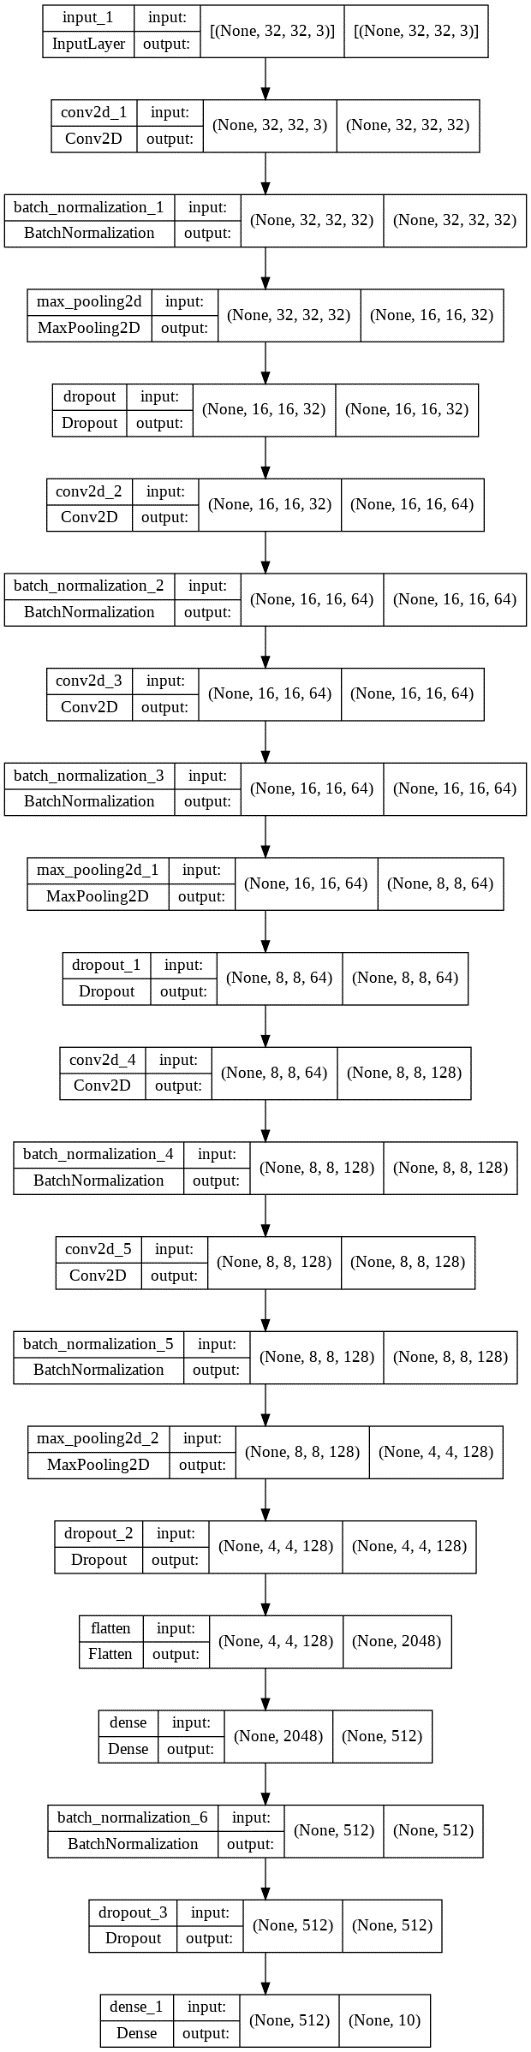 input_1 input: [(None, 32, 32, 3)] [(None, 32, 32, 3)]
InputLayer output:
conv2d_1 input: (None, 32, 32, 3) (None, 32, 32, 32)
Conv2D output:
batch_normalization_1 input: (None, 32, 32, 32) (None, 32, 32, 32)
BatchNormalization output:
max_pooling2d input: (None, 32, 32, 32) (None, 16, 16, 32)
MaxPooling2D output:
dropout input: (None, 16, 16, 32) (None, 16, 16, 32)
Dropout output:
conv2d_2 input: (None, 16, 16, 32) (None, 16, 16, 64)
Conv2D output:
batch_normalization_2 input: (None, 16, 16, 64) (None, 16, 16, 64)
BatchNormalization output:
conv2d_3 input: (None, 16, 16, 64) (None, 16, 16, 64)
Conv2D output:
batch_normalization_3 input: (None, 16, 16, 64) (None, 16, 16, 64)
BatchNormalization output:
max_pooling2d_1 input: (None, 16, 16, 64) (None, 8, 8, 64)
MaxPooling2D output:
dropout_1 input: (None, 8, 8, 64) (None, 8, 8, 64)
Dropout output:
conv2d_4 input: (None, 8, 8, 64) (None, 8, 8, 128)
Conv2D output:
batch_normalization_4 input: (None, 8, 8, 128) (None, 8, 8, 128)
BatchNormalization output:
conv2d_5 input: (None, 8, 8, 128) (None, 8, 8, 128)
Conv2D output:
batch_normalization_5 input: (None, 8, 8, 128) (None, 8, 8, 128)
BatchNormalization output:
max_pooling2d_2 input: (None, 8, 8, 128) (None, 4, 4, 128)
MaxPooling2D output:
dropout_2 input: (None, 4, 4, 128) (None, 4, 4, 128)
Dropout output:
flatten input: (None, 4, 4, 128) (None, 2048)
Flatten output:
dense input: (None, 2048) (None, 512)
Dense output:
batch_normalization_6 input: (None, 512) (None, 512)
BatchNormalization output:
dropout_3 input: (None, 512) (None, 512)
Dropout output:
dense_1 input: (None, 512) (None, 10)
Dense output: